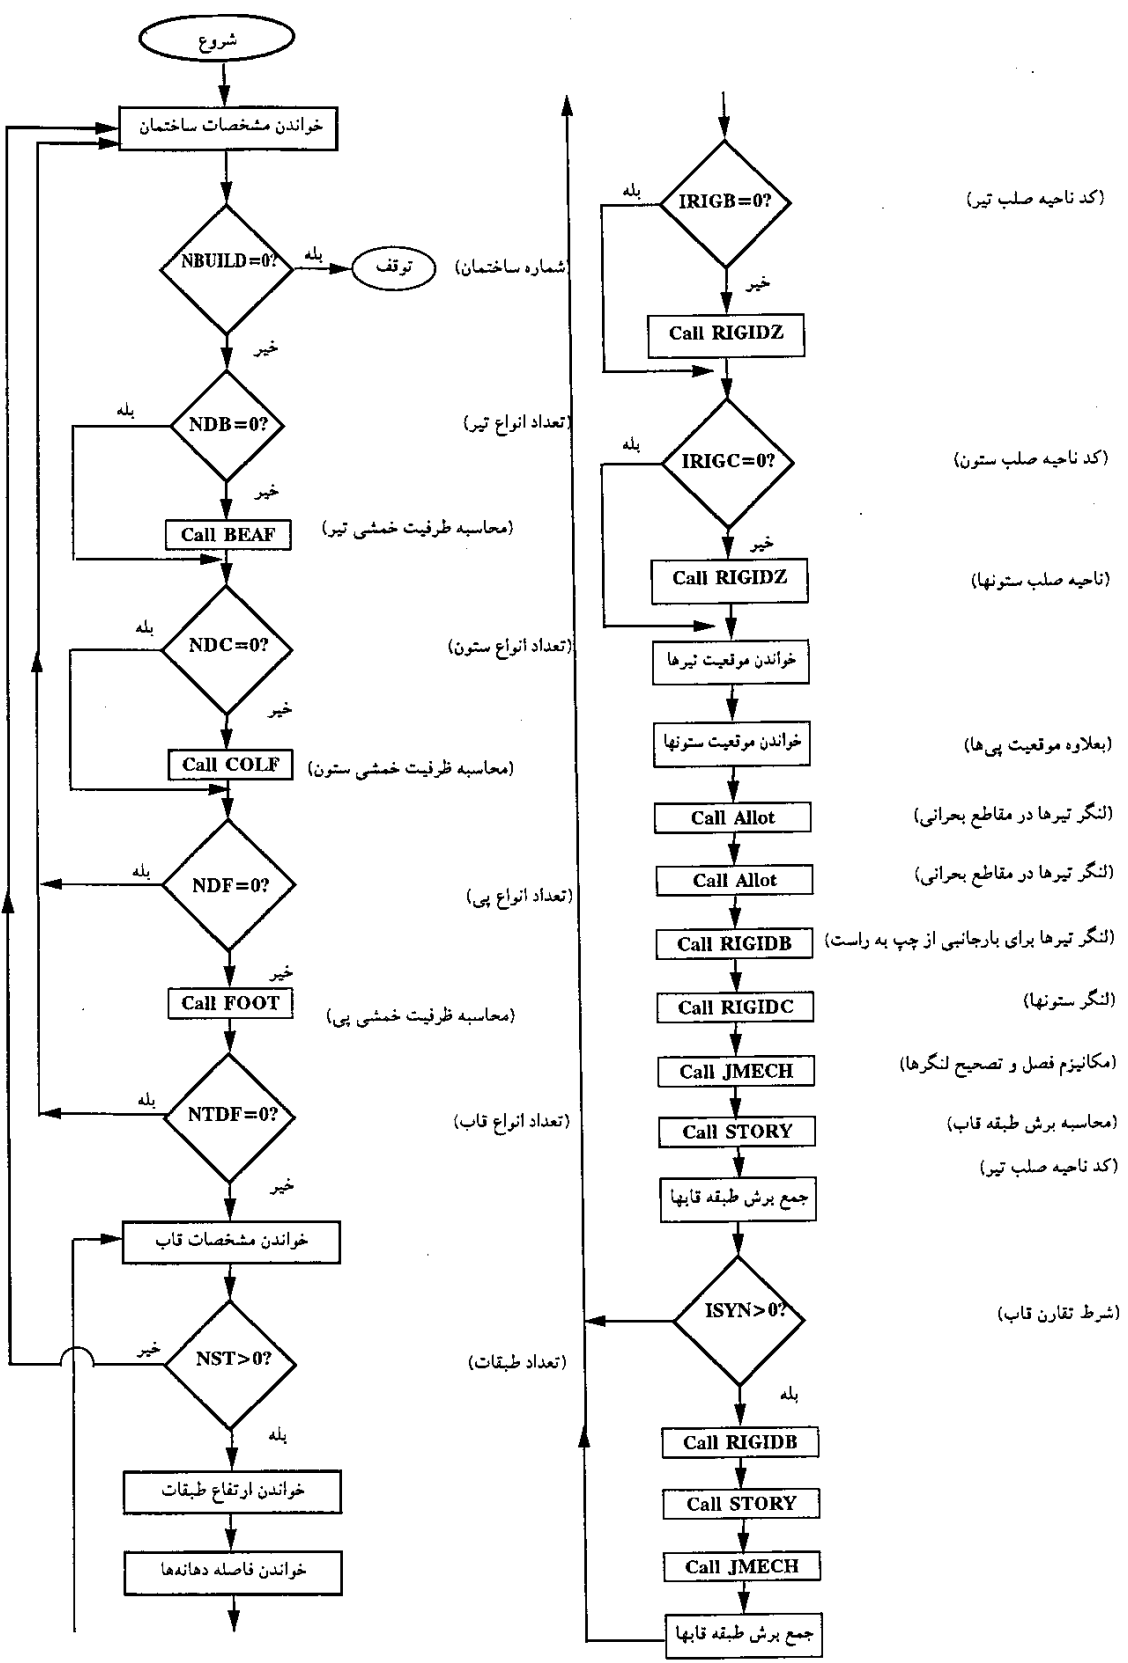 شروع
خواندن مشخصات ساختمان
NBUILD=0?
بله
توقف
(شماره ساختمان)
خیر
NDB=0?
بله
(تعداد انواع تیر)
خیر
Call BEAF
(محاسبه ظرفیت خمشی تیر)
NDC=0?
بله
(تعداد انواع ستون)
خیر
Call COLF
(محاسبه ظرفیت خمشی ستون)
NDF=0?
بله
(تعداد انواع پی)
خیر
Call FOOT
(محاسبه ظرفیت خمشی پی)
NTDF=0?
بله
(تعداد انواع قاب)
خیر
خواندن مشخصات قاب
NST>0?
خیر
(تعداد طبقات)
بله
خواندن ارتفاع طبقات
خواندن فاصله دهانه‌ها
IRIGB=0?
بله
(کد ناحیه صلب تیر)
خیر
Call RIGIDZ
IRIGC=0?
بله
(کد ناحیه صلب ستون)
خیر
Call RIGIDZ
(ناحیه صلب ستونها)
خواندن موقعیت تیرها
خواندن موقعیت ستونها
(بعلاوه موقعیت پی‌ها)
Call Allot
(لنگر تیرها در مقاطع بحرانی)
Call Allot
(لنگر تیرها در مقاطع بحرانی)
Call RIGIDB
(لنگر تیرها برای بارجانبی از چپ به راست)
Call RIGIDC
(لنگر ستونها)
Call JMECH
(مکانیزم فصل و تصحیح لنگرها)
Call STORY
(محاسبه برش طبقه قاب)
(کد ناحیه صلب تیر)
جمع برش طبقه قابها
ISYN>0?
(شرط تقارن قاب)
بله
Call RIGIDB
Call STORY
Call JMECH
جمع برش طبقه قابها